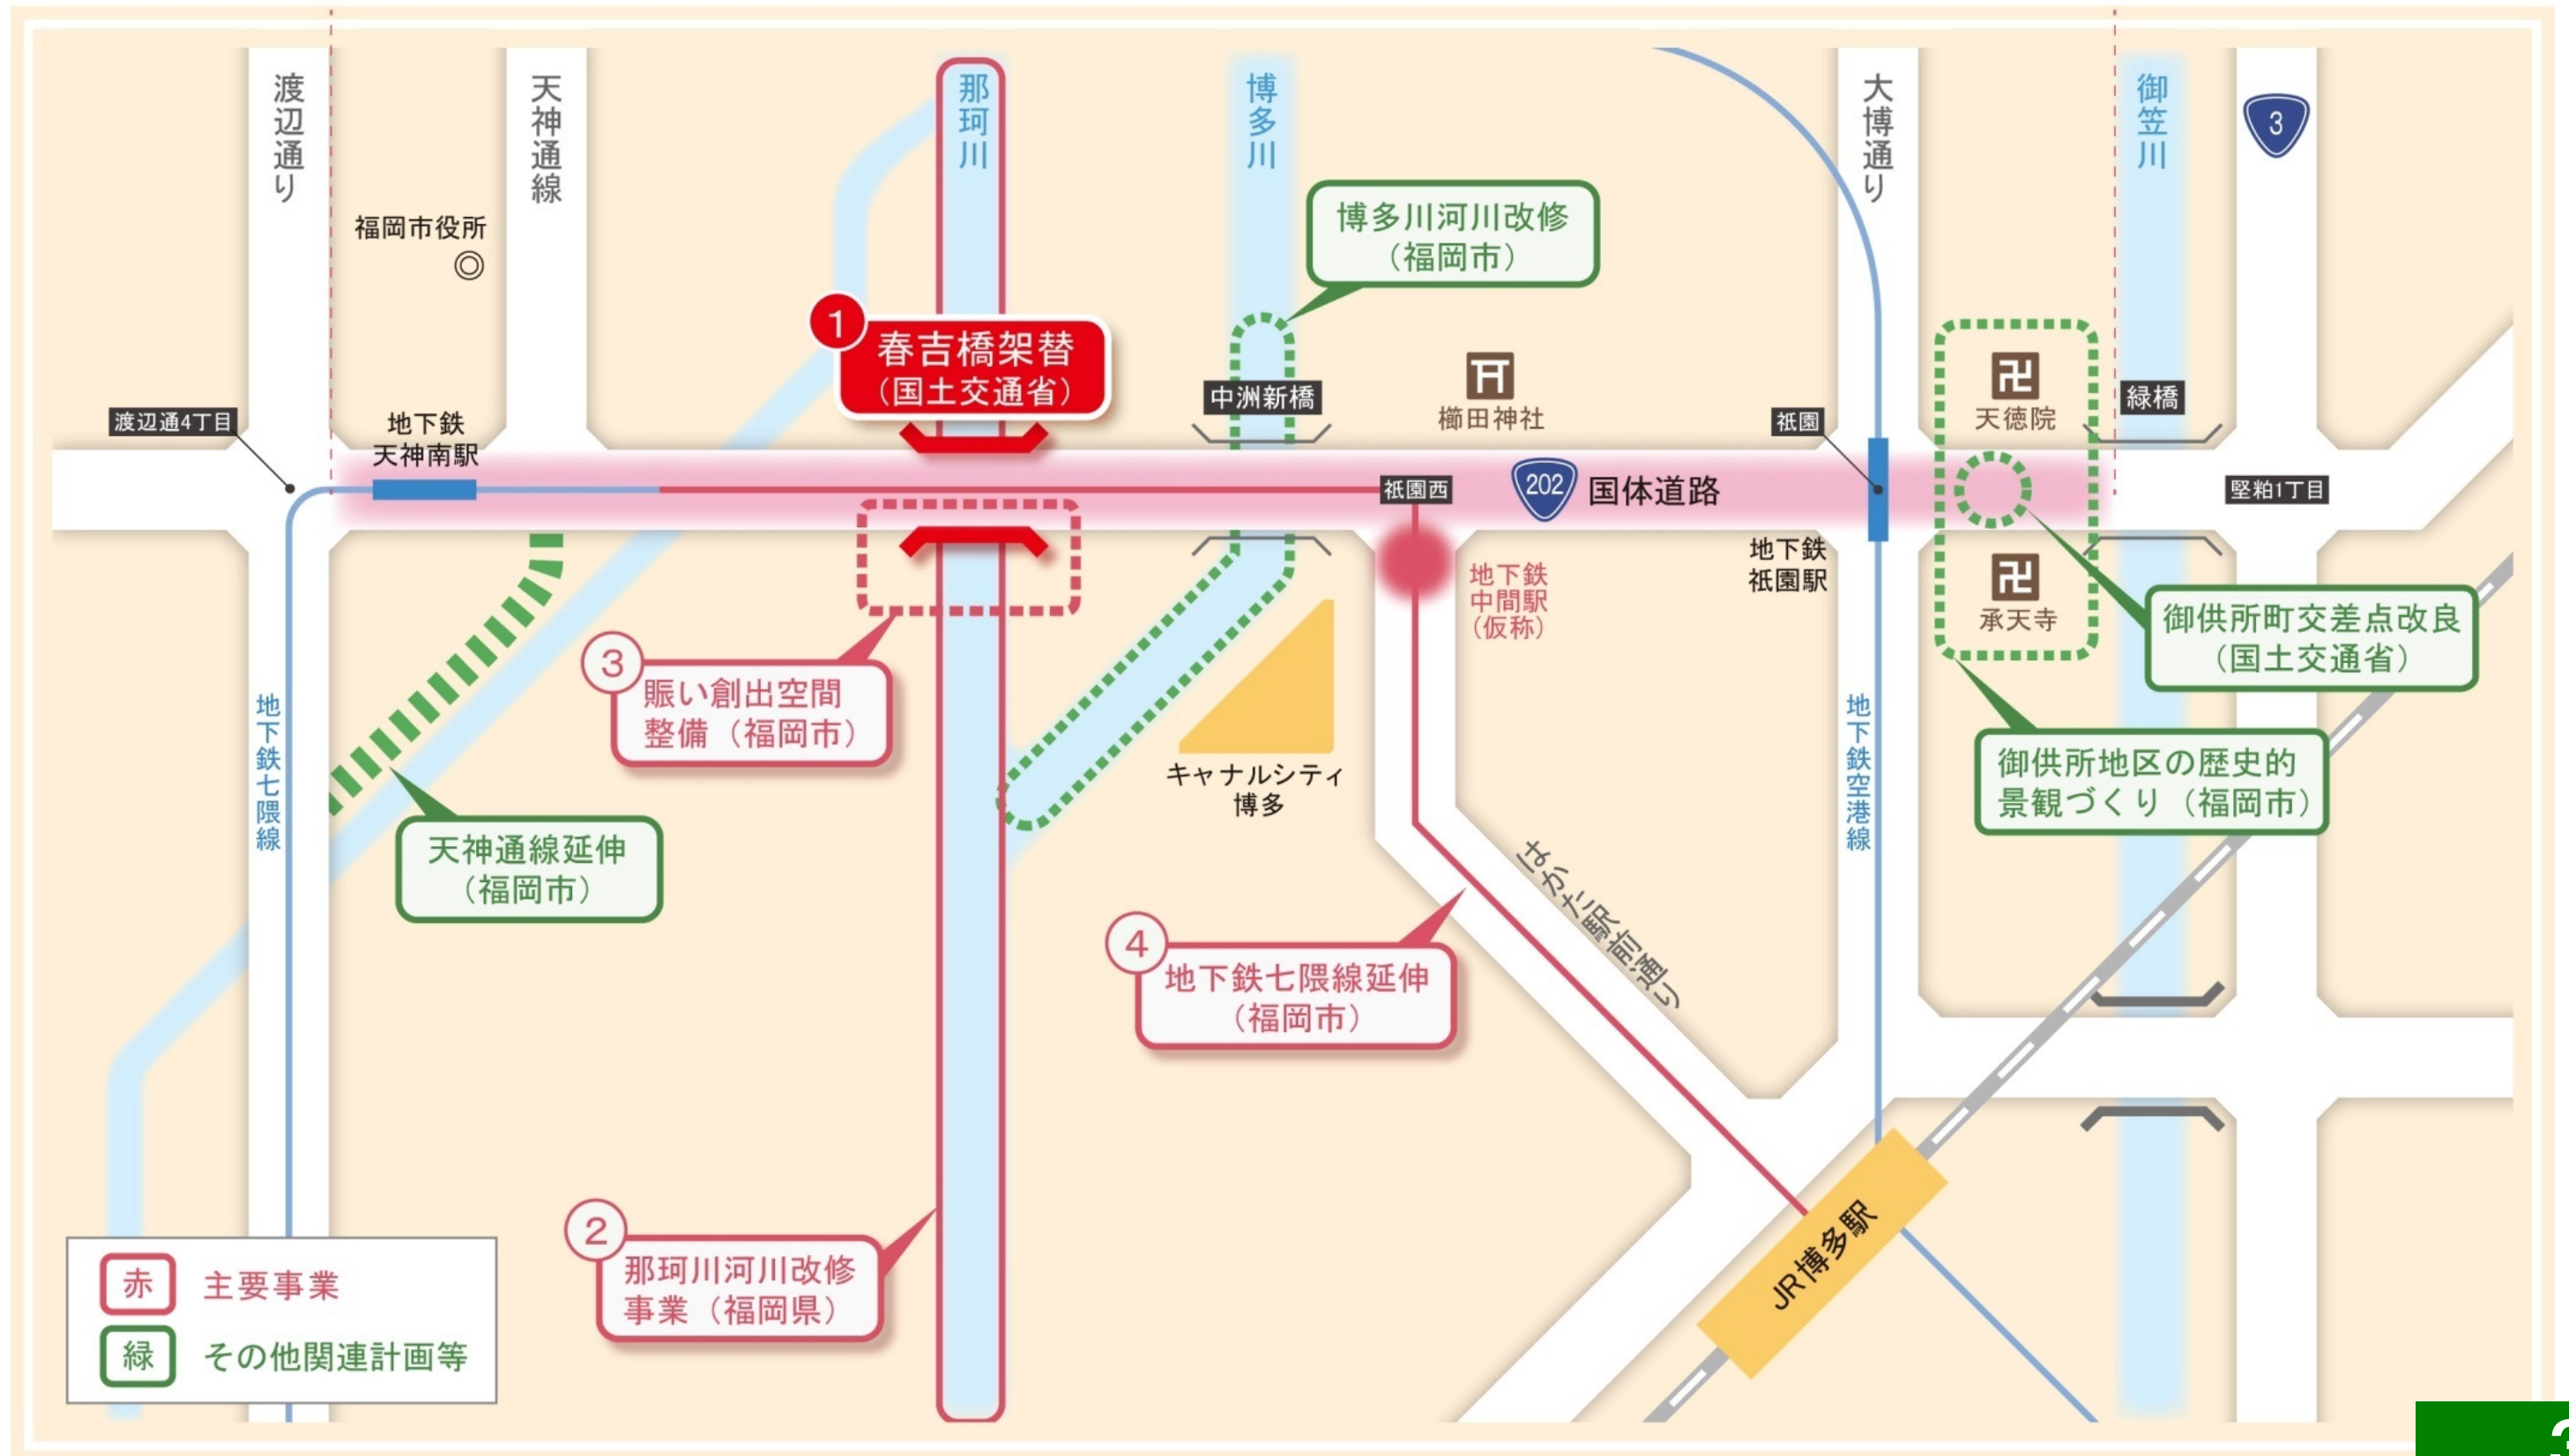 渡辺通り
天神通線
那珂川
博多川
大博通り
御笠川
3
福岡市役所
博多川河川改修
（福岡市）
1
春吉橋架替
（国土交通省）
中洲新橋
櫛田神社
祇園
天徳院
緑橋
渡辺通4丁目
地下鉄
天神南駅
祇園西
202
国体道路
堅粕1丁目
地下鉄
中間駅
（仮称）
地下鉄
祇園駅
承天寺
御供所町交差点改良
（国土交通省）
3
賑い創出空間
整備（福岡市）
地下鉄七隈線
地下鉄空港線
御供所地区の歴史的
景観づくり（福岡市）
キャナルシティ
博多
天神通線延伸
（福岡市）
はかた駅前通り
4
地下鉄七隈線延伸
（福岡市）
2
那珂川河川改修
事業（福岡県）
JR博多駅
赤 主要事業
緑 その他関連計画等